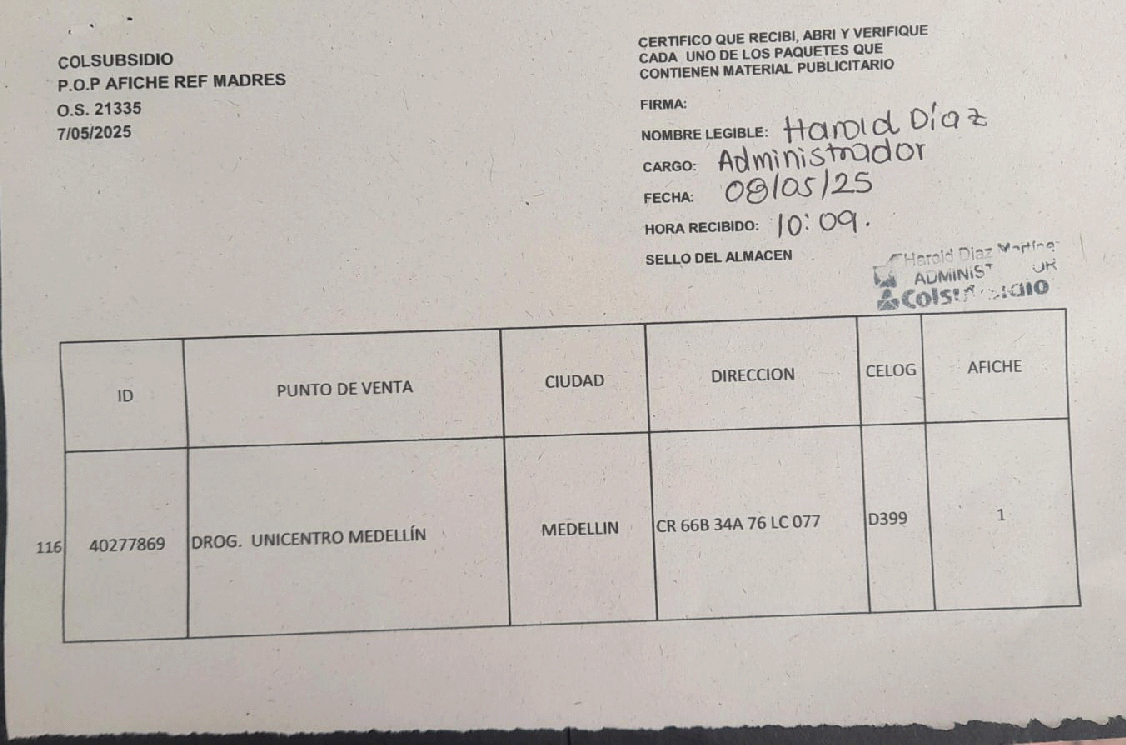 COLSUBSIDIO
P.O.P AFICHE REF MADRES
O.S. 21335
7/05/2025
CERTIFICO QUE RECIBI, ABRI Y VERIFIQUE
CADA UNO DE LOS PAQUETES QUE
CONTIENEN MATERIAL PUBLICITARIO
FIRMA:
NOMBRE LEGIBLE: Harold Díaz
CARGO: Administrador
FECHA: 08/05/25
HORA RECIBIDO: 10:09.
SELLO DEL ALMACEN
Harold Diaz
ID PUNTO DE VENTA CIUDAD DIRECCION CELOG AFICHE
116 40277869 DROG. UNICENTRO MEDELLÍN MEDELLIN CR 66B 34A 76 LC 077 D399 1